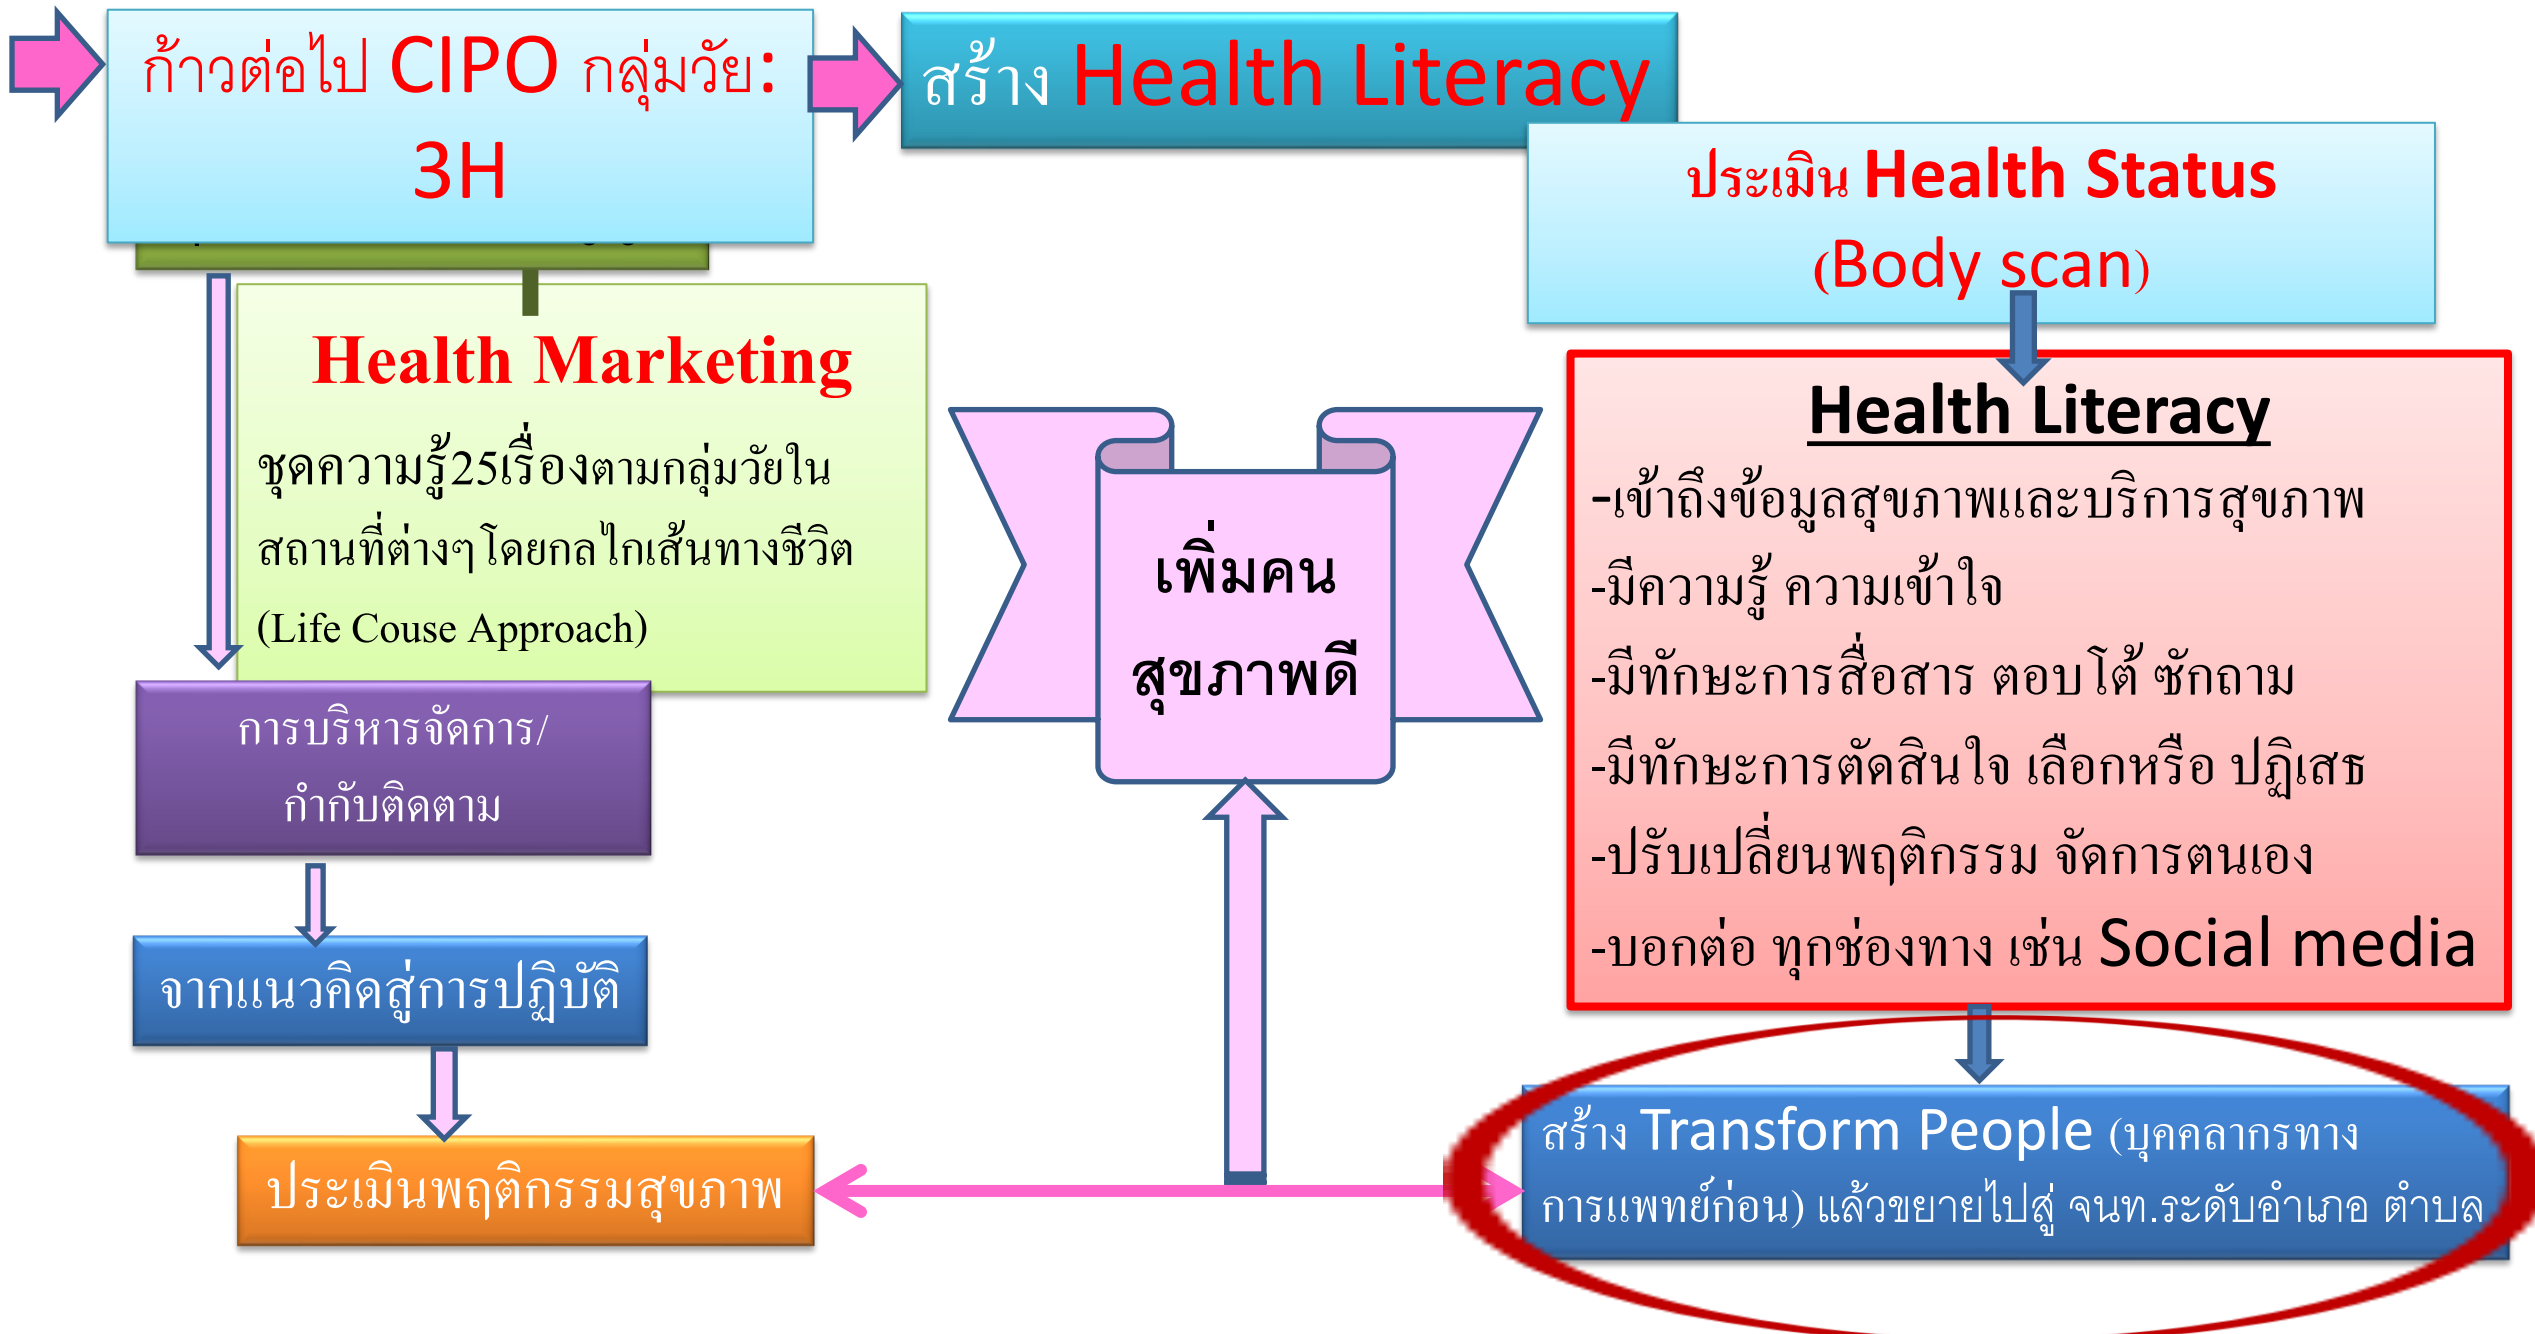 ก้าวต่อไป CIPO กลุ่มวัย:
3H
สร้าง Health Literacy
ประเมิน Health Status
(Body scan)
Health Marketing
ชุดความรู้25เรื่องตามกลุ่มวัยใน
สถานที่ต่างๆโดยกลไกเส้นทางชีวิต
(Life Couse Approach)
การบริหารจัดการ/
กำกับติดตาม
จากแนวคิดสู่การปฏิบัติ
ประเมินพฤติกรรมสุขภาพ
เพิ่มคน
สุขภาพดี
Health Literacy
-เข้าถึงข้อมูลสุขภาพและบริการสุขภาพ
-มีความรู้ ความเข้าใจ
-มีทักษะการสื่อสาร ตอบโต้ ซักถาม
-มีทักษะการตัดสินใจ เลือกหรือ ปฏิเสธ
-ปรับเปลี่ยนพฤติกรรม จัดการตนเอง
-บอกต่อ ทุกช่องทาง เช่น Social media
สร้าง Transform People (บุคคลากรทาง
การแพทย์ก่อน) แล้วขยายไปสู่ จนท.ระดับอำเภอ ตำบล